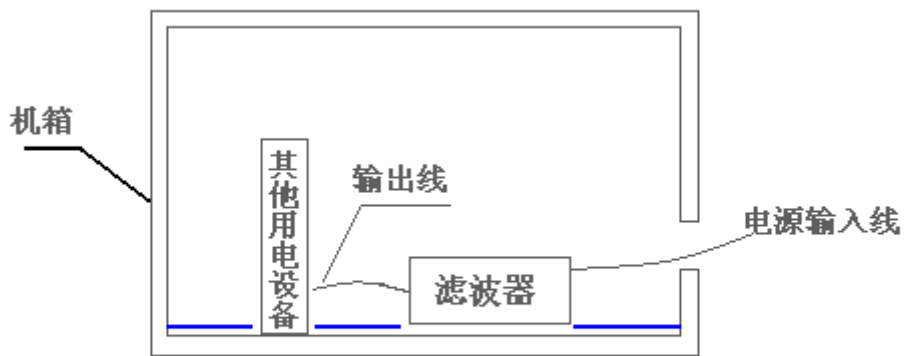 机箱
其他用电设备
输出线
滤波器
电源输入线